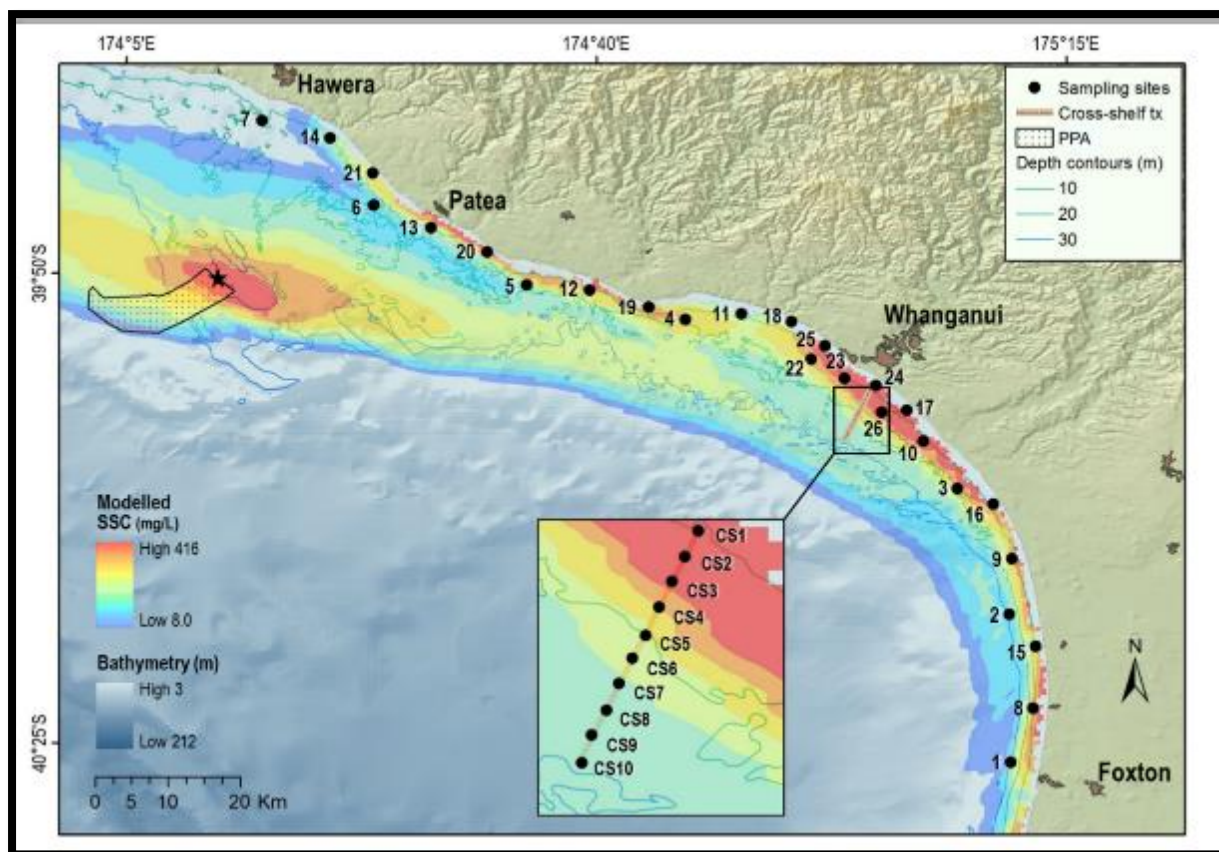 174°5'E
174°40'E
175°15'E
Hawera
7
14
21
6
Patea
13
20
5
12
19
4
11
18
Whanganui
25
22
23
24
17
26
10
3
16
9
2
15
8
1
Foxton
39°50'S
40°25'S
Sampling sites
Cross-shelf tx
PPA
Depth contours (m)
10
20
30
Modelled
SSC (mg/L)
High 416
Low 8.0
Bathymetry (m)
High 3
Low 212
0 5 10 20 Km
CS1
CS2
CS3
CS4
CS5
CS6
CS7
CS8
CS9
CS10
N